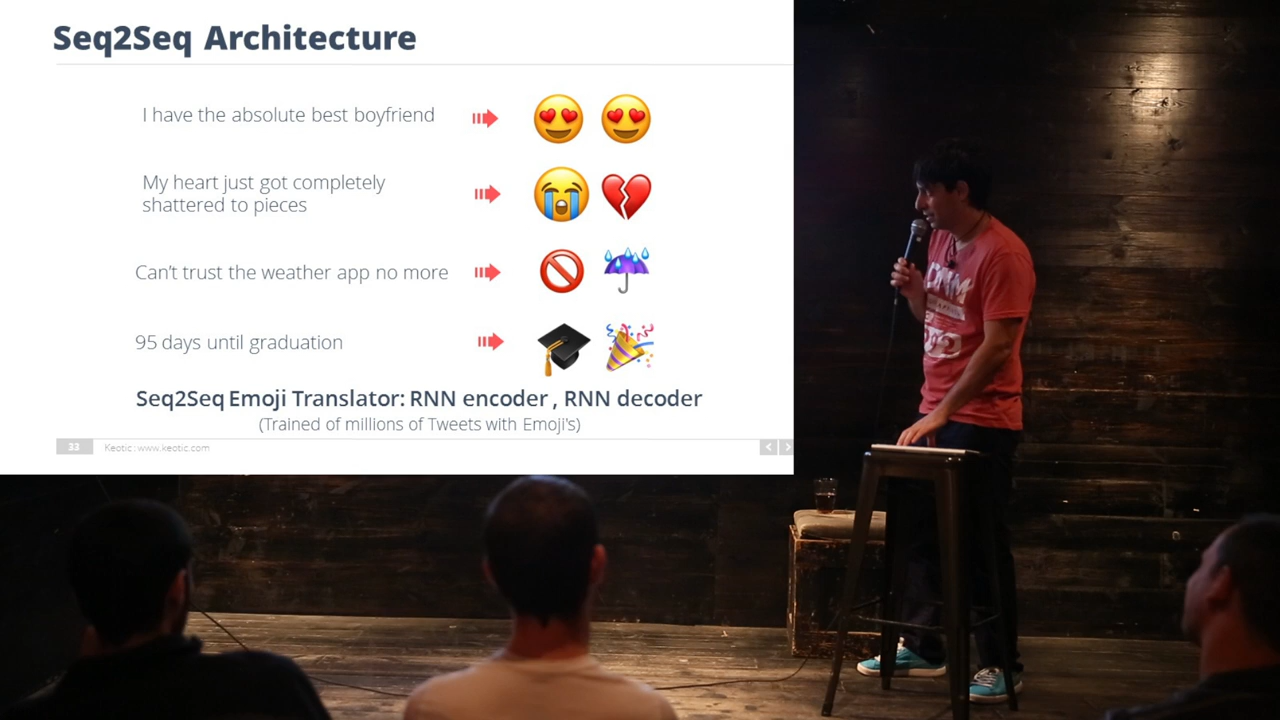 Seq2Seq Architecture
I have the absolute best boyfriend
My heart just got completely
shattered to pieces
Can't trust the weather app no more
95 days until graduation
Seq2Seq Emoji Translator: RNN encoder , RNN decoder
(Trained of millions of Tweets with Emoji's)
33 Keotic : www.keotic.com